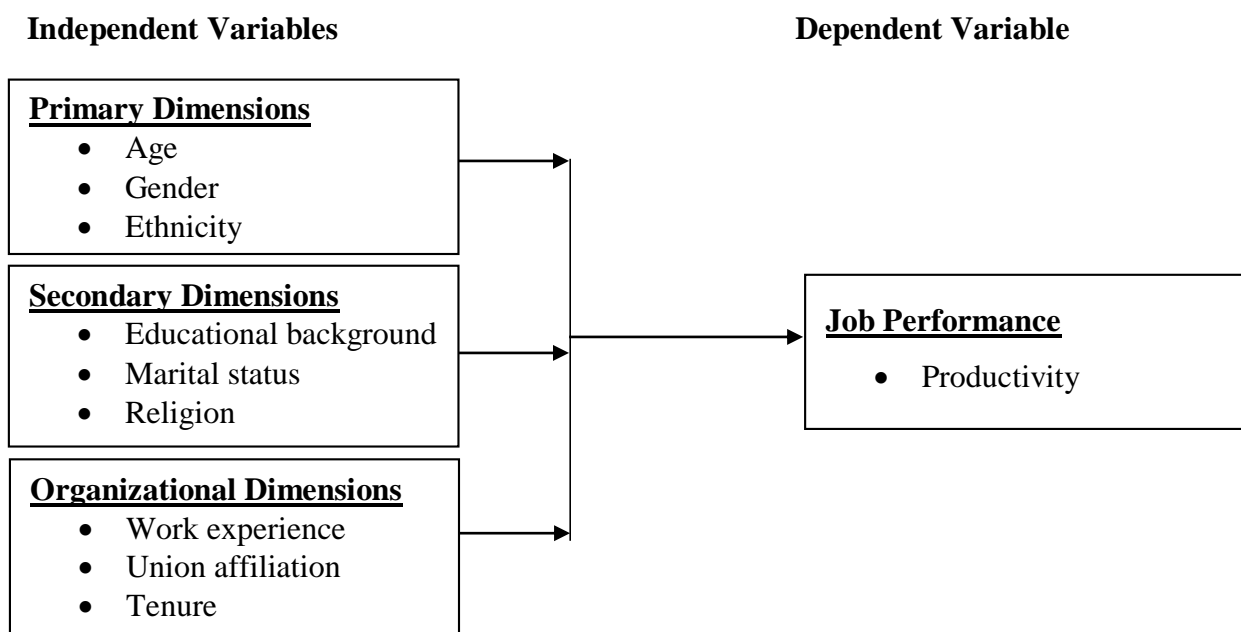 Independent Variables
Dependent Variable
Primary Dimensions
• Age
• Gender
• Ethnicity
Secondary Dimensions
• Educational background
• Marital status
• Religion
Organizational Dimensions
• Work experience
• Union affiliation
• Tenure
Job Performance
• Productivity